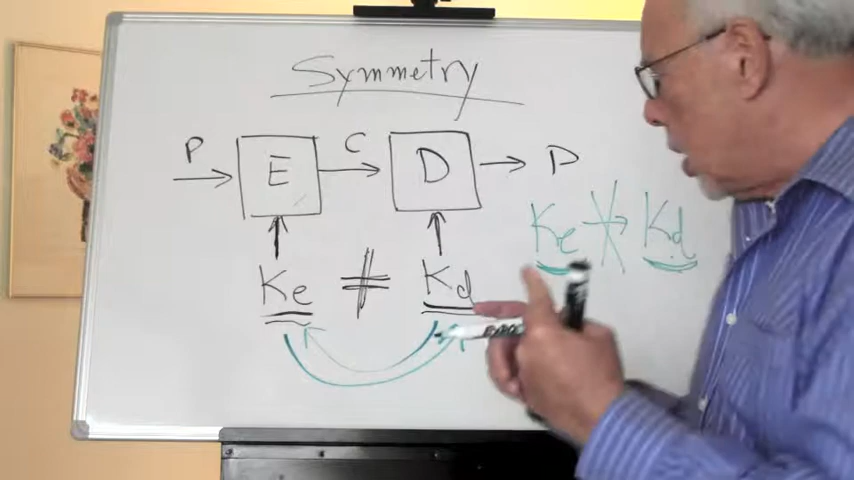 Symmetry
P E C D P
Ke ≠ Kd
Ke → Kd
EXPO